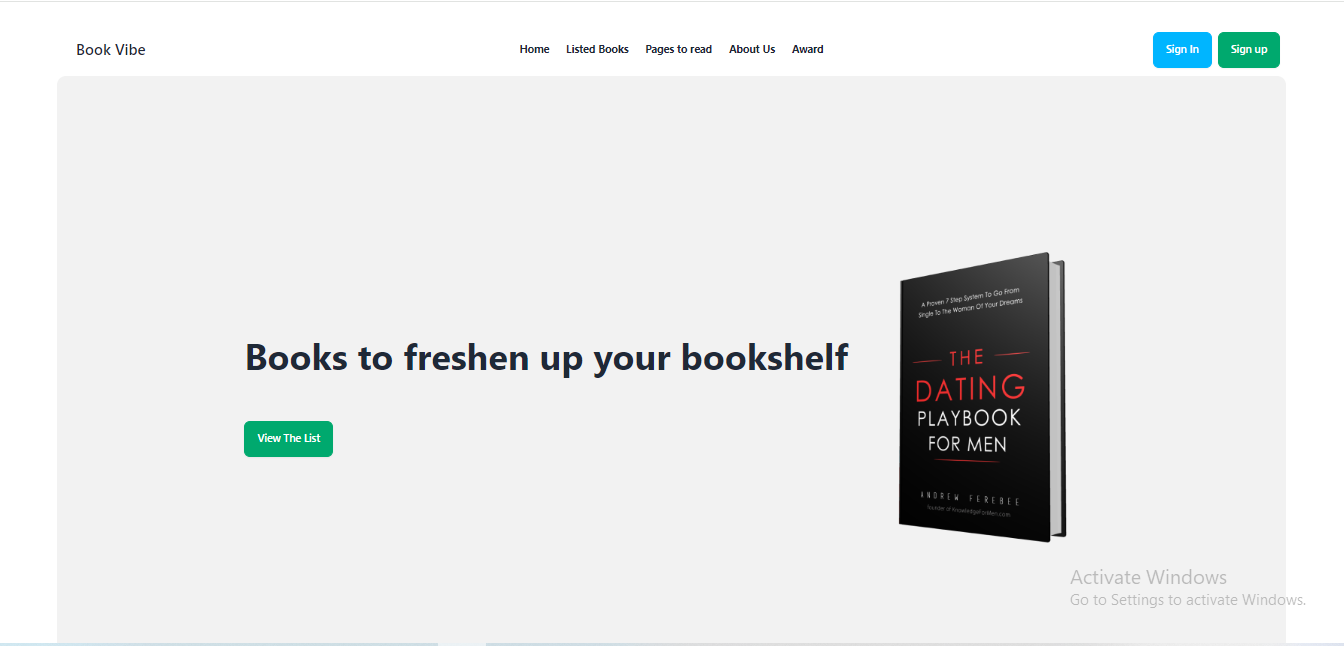 Book Vibe
Home Listed Books Pages to read About Us Award
Sign In Sign up
Books to freshen up your bookshelf
View The List
A Proven 7 Step System To Go From
Single To The Woman Of Your Dreams
THE
DATING
PLAYBOOK
FOR MEN
ANDREW FEREBEE
Founder of KnowledgeForMen.com
Activate Windows
Go to Settings to activate Windows.